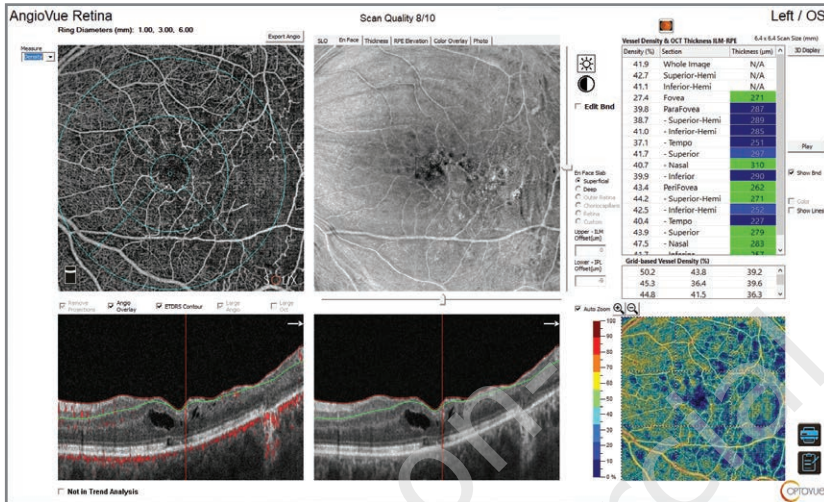 AngioVue Retina
Scan Quality 8/10
Left / OS
Ring Diameters (mm): 1.00, 3.00, 6.00
Export Angio
Measure
Density
SLO En Face Thickness RPE Elevation Color Overlay Photo
Edit Bnd
En Face Slab
Superficial
Deep
Outer Retina
Choriocapillaris
Retina
Custom
Upper - ILM
Offset(µm)
0
Lower - IPL
Offset(µm)
Vessel Density & OCT Thickness ILM-RPE
6.4 x 6.4 Scan Size (mm)
Density (%) Section Thickness (µm)
41.9 Whole Image N/A
42.7 Superior-Hemi N/A
41.1 Inferior-Hemi N/A
27.4 Fovea 271
39.8 ParaFovea 287
38.7 - Superior-Hemi 289
41.0 - Inferior-Hemi 285
37.1 - Tempo 251
41.7 - Superior 297
40.7 - Nasal 310
39.9 - Inferior 290
43.4 PeriFovea 262
44.2 - Superior-Hemi 271
42.5 - Inferior-Hemi 252
40.4 - Tempo 227
43.9 - Superior 279
47.5 - Nasal 283
41.7 - Inferior 257
Grid-based Vessel Density (%)
50.2 43.8 39.2
45.3 36.4 39.6
44.8 41.5 36.3
3D Display
Play
Show Bnd
Color
Show Lines
Remove Projections
Angio Overlay
ETDRS Contour
Large Angio
Large Oct
Auto Zoom
100
90
80
70
60
50
40
30
20
10
0 %
Not in Trend Analysis
OPTOVUE